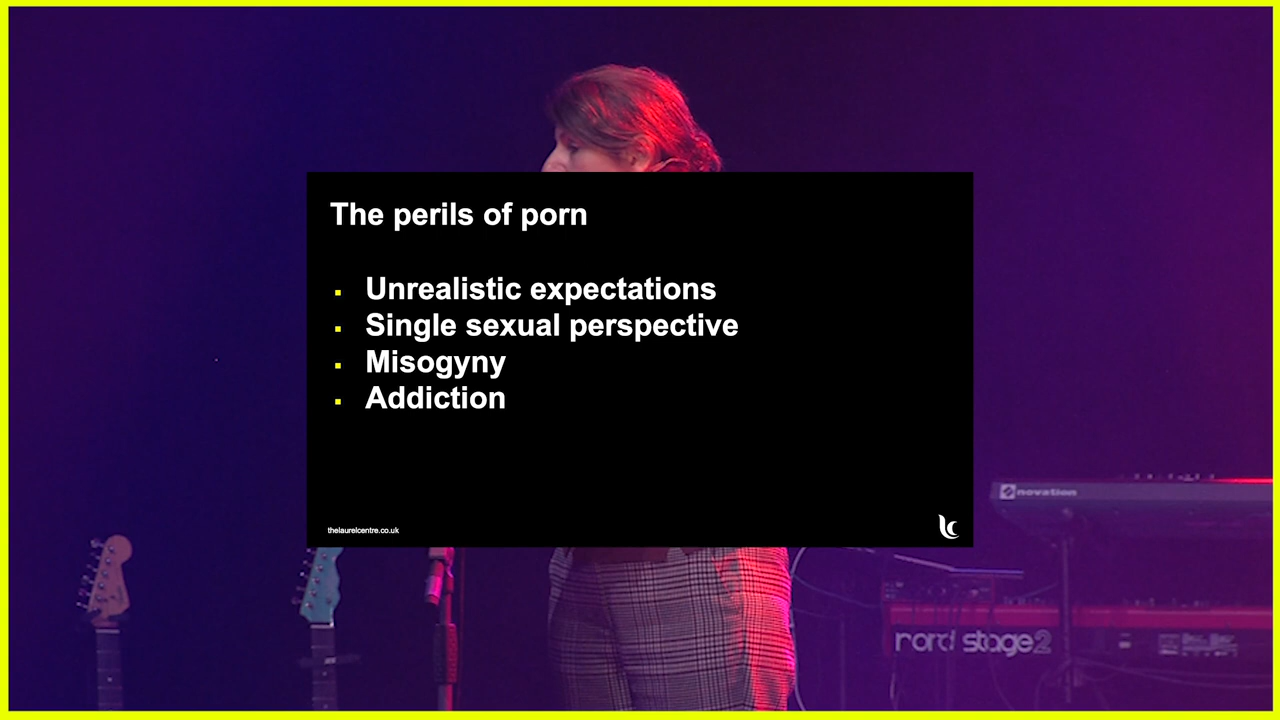 The perils of porn
Unrealistic expectations
Single sexual perspective
Misogyny
Addiction
thelaurelcentre.co.uk
novation
nord stage2